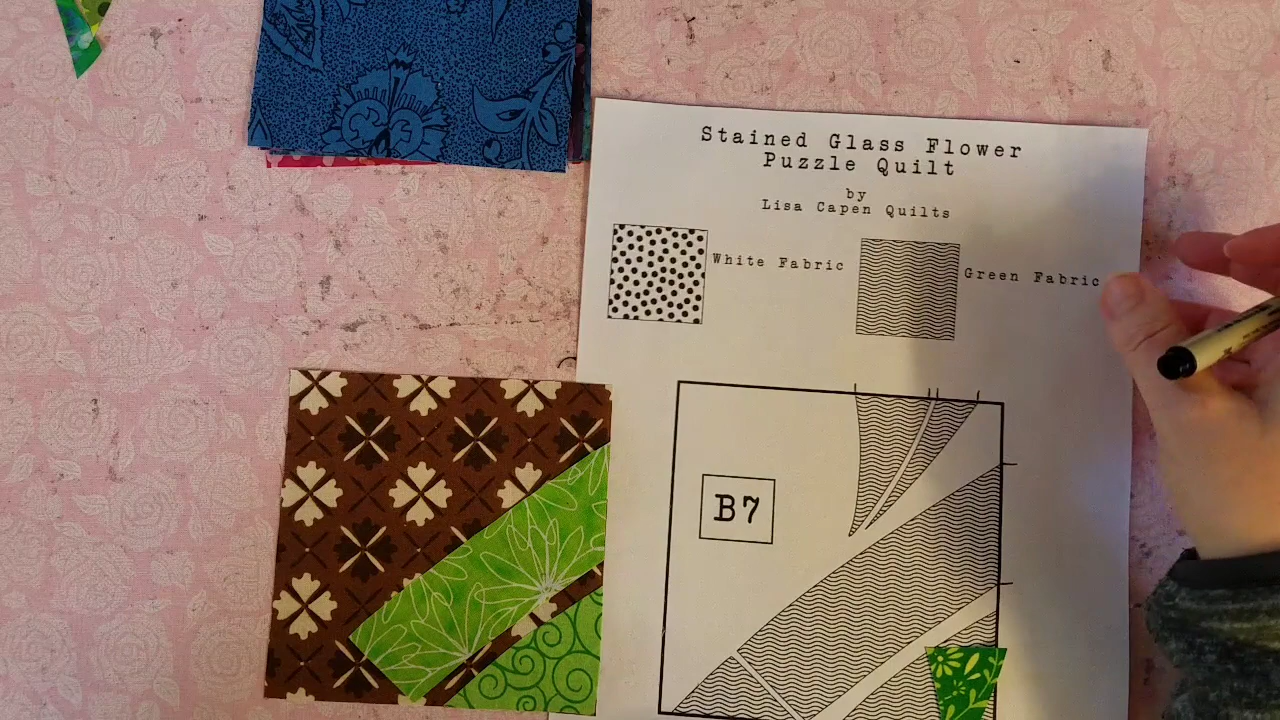 Stained Glass Flower
Puzzle Quilt
by
Lisa Capen Quilts
White Fabric
Green Fabric
B7